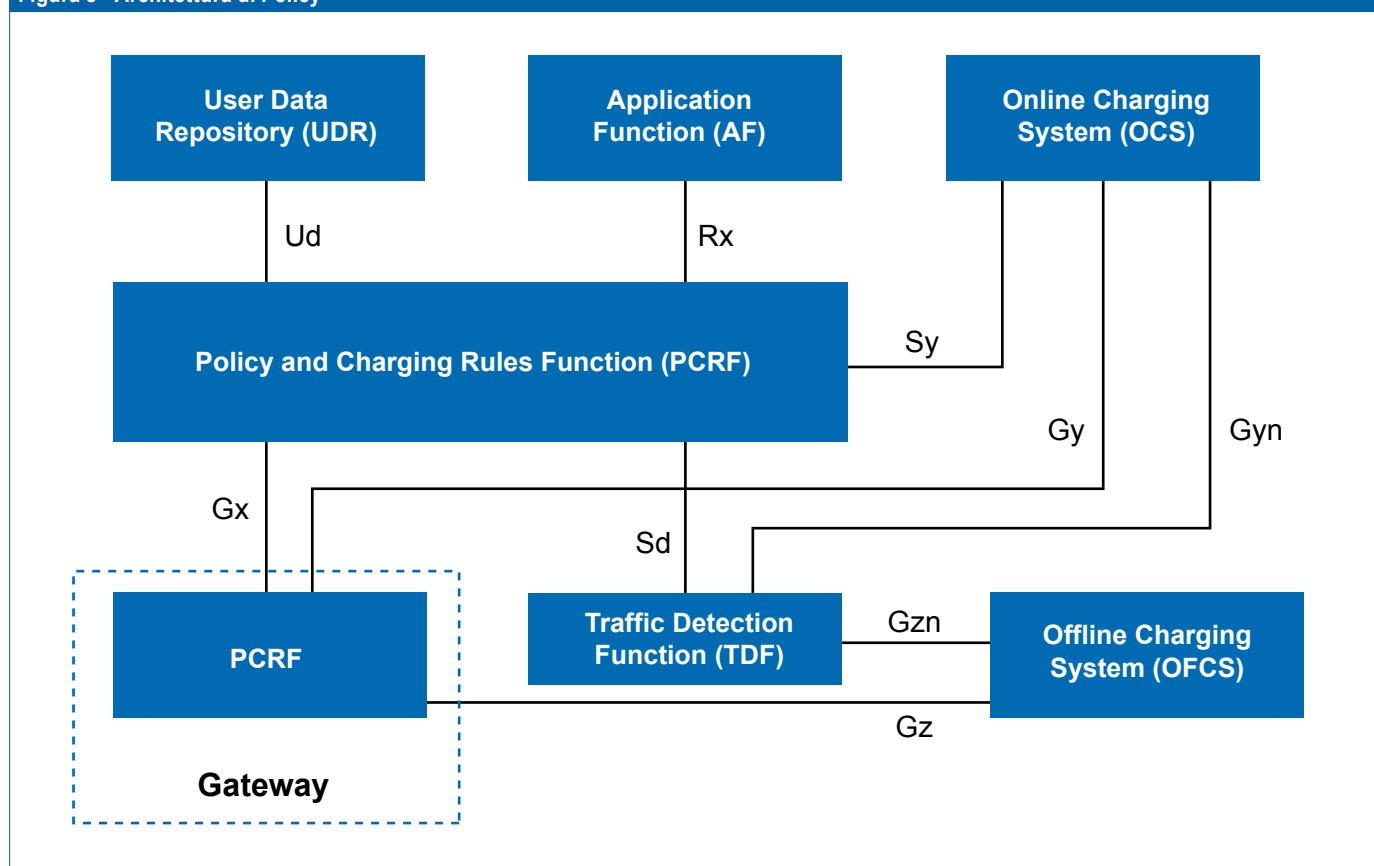 User Data
Repository (UDR)
Application
Function (AF)
Online Charging
System (OCS)
Ud
Rx
Policy and Charging Rules Function (PCRF)
Sy
Gy
Gyn
Gx
Sd
PCRF
Traffic Detection
Function (TDF)
Gzn
Offline Charging
System (OFCS)
Gz
Gateway